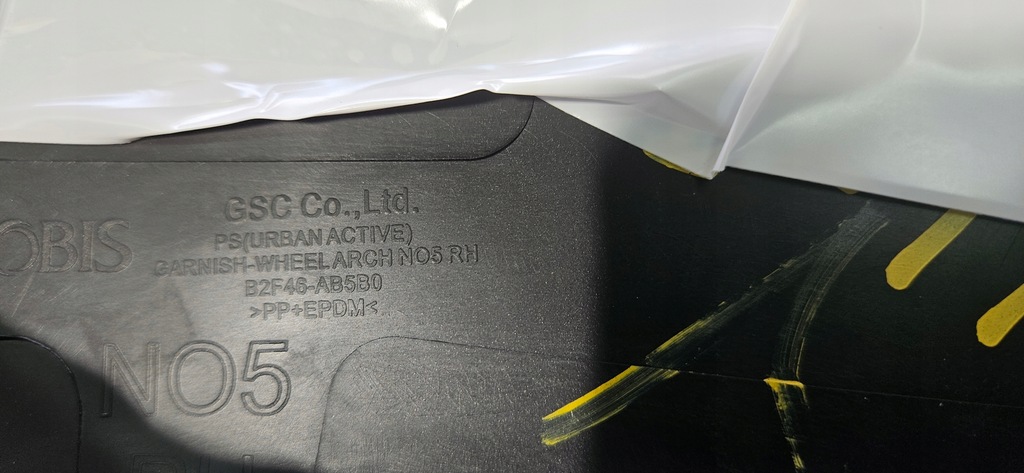 GSC Co.,Ltd.
PS(URBAN ACTIVE)
OBIS
GARNISH-WHEEL ARCH NO5 RH
B2F46-AB5B0
>PP+EPDM<
NO5